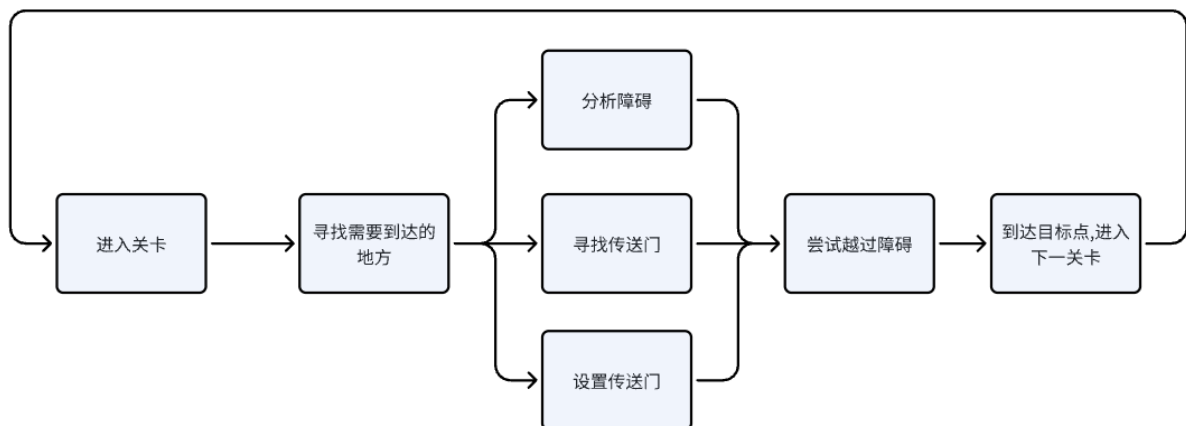 分析障碍
进入关卡
寻找需要到达的
地方
寻找传送门
尝试越过障碍
到达目标点,进入
下一关卡
设置传送门